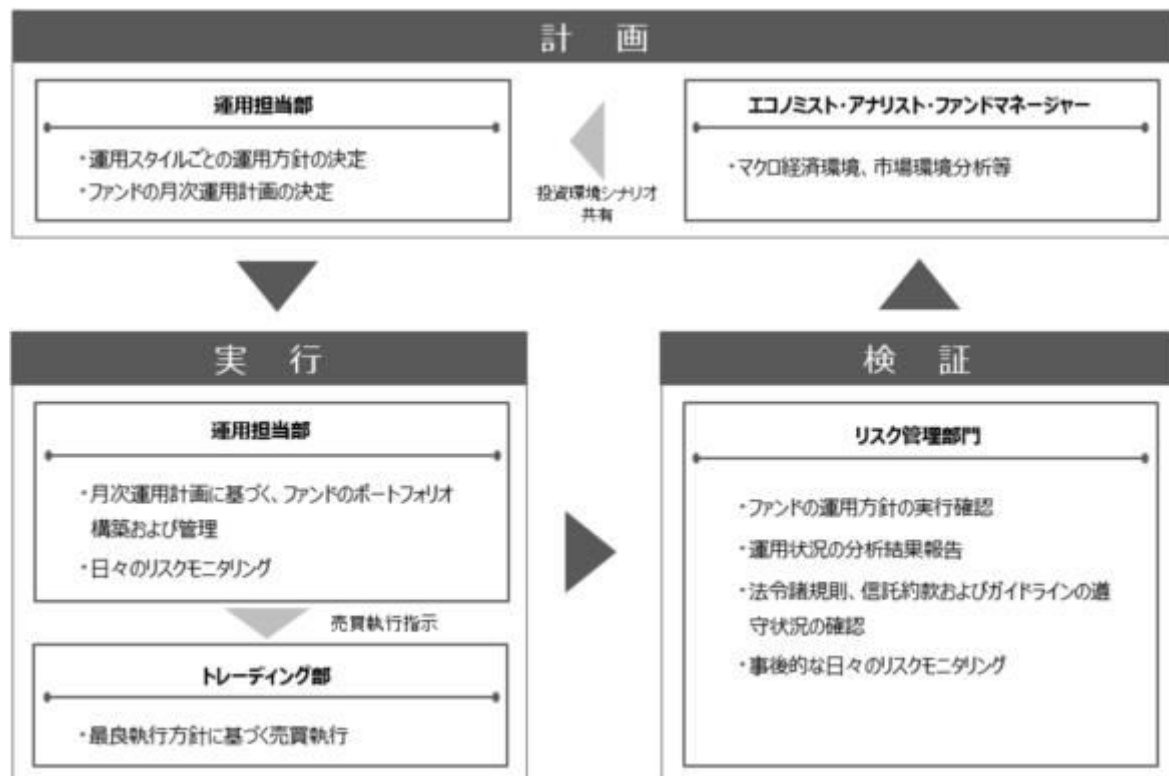 計 画
運用担当部
・運用スタイルごとの運用方針の決定
・ファンドの月次運用計画の決定
投資環境シナリオ
共有
エコノミスト・アナリスト・ファンドマネージャー
・マクロ経済環境、市場環境分析等
実 行
運用担当部
・月次運用計画に基づく、ファンドのポートフォリオ
構築および管理
・日々のリスクモニタリング
売買執行指示
トレーディング部
・最良執行方針に基づく売買執行
検 証
リスク管理部門
・ファンドの運用方針の実行確認
・運用状況の分析結果報告
・法令諸規則、信託約款およびガイドラインの遵
守状況の確認
・事後的な日々のリスクモニタリング